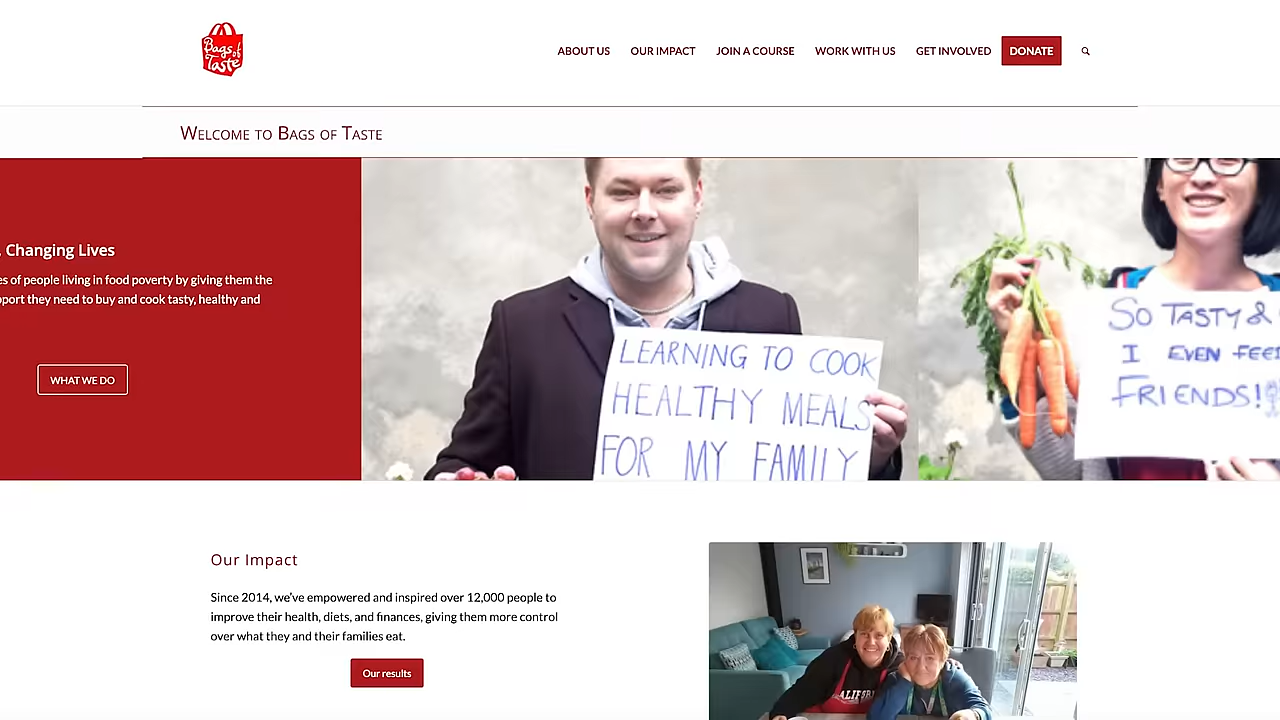 Bags of
Taste
ABOUT US OUR IMPACT JOIN A COURSE WORK WITH US GET INVOLVED DONATE
Welcome to Bags of Taste
. Changing Lives
es of people living in food poverty by giving them the
pport they need to buy and cook tasty, healthy and
WHAT WE DO
LEARNING TO COOK
HEALTHY MEALS
FOR MY FAMILY
SO TASTY &
I EVEN FEE
FRIENDS!
Our Impact
Since 2014, we've empowered and inspired over 12,000 people to
improve their health, diets, and finances, giving them more control
over what they and their families eat.
Our results